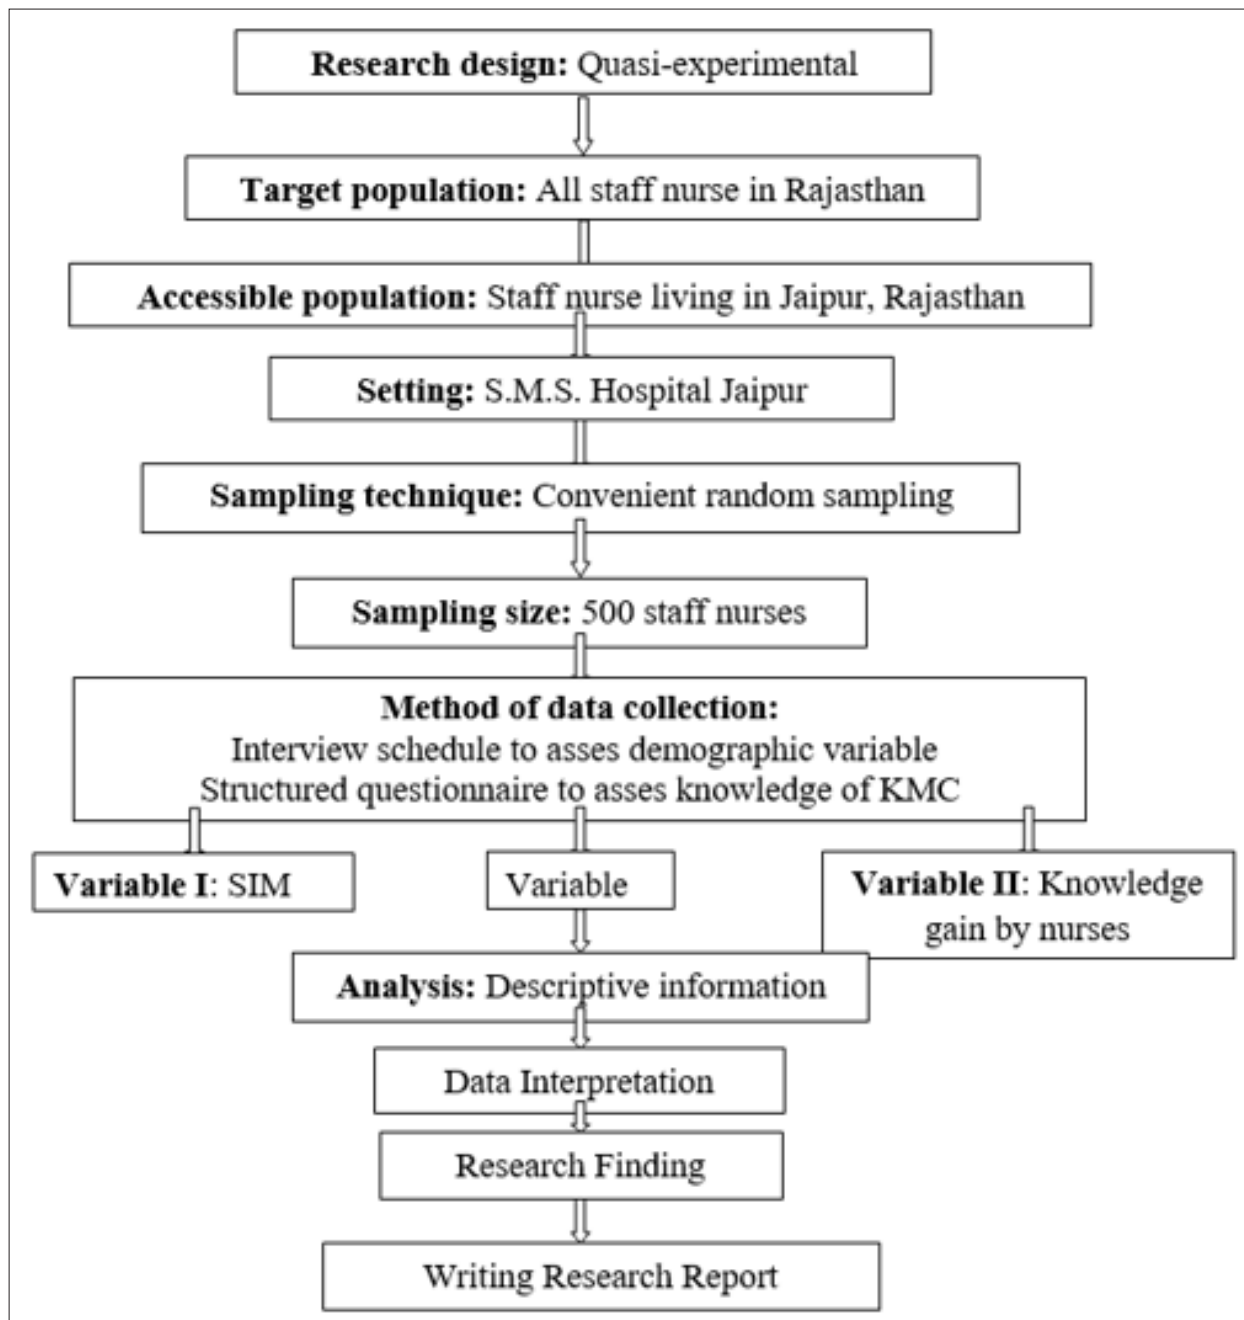 Research design: Quasi-experimental
Target population: All staff nurse in Rajasthan
Accessible population: Staff nurse living in Jaipur, Rajasthan
Setting: S.M.S. Hospital Jaipur
Sampling technique: Convenient random sampling
Sampling size: 500 staff nurses
Method of data collection:
Interview schedule to asses demographic variable
Structured questionnaire to asses knowledge of KMC
Variable I: SIM
Variable
Variable II: Knowledge
gain by nurses
Analysis: Descriptive information
Data Interpretation
Research Finding
Writing Research Report